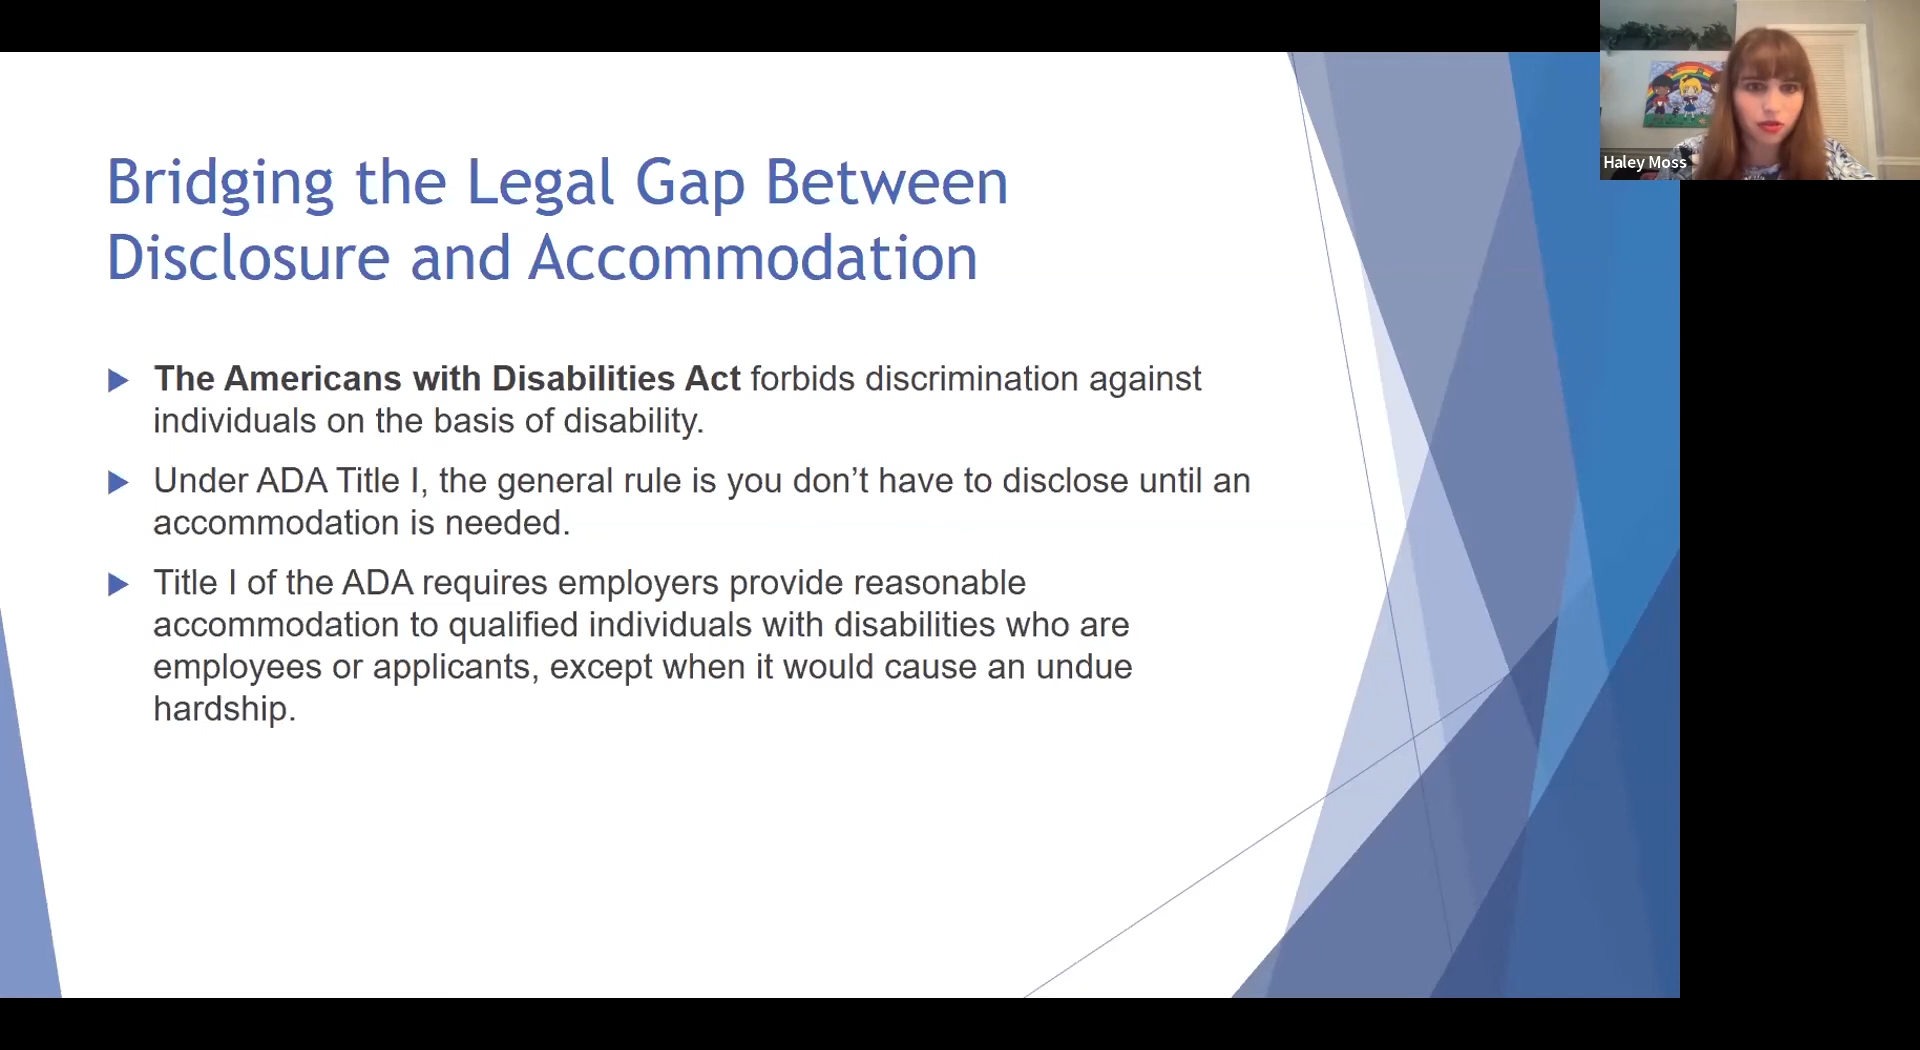 Bridging the Legal Gap Between
Disclosure and Accommodation
The Americans with Disabilities Act forbids discrimination against
individuals on the basis of disability.
Under ADA Title I, the general rule is you don’t have to disclose until an
accommodation is needed.
Title I of the ADA requires employers provide reasonable
accommodation to qualified individuals with disabilities who are
employees or applicants, except when it would cause an undue
hardship.
Haley Moss